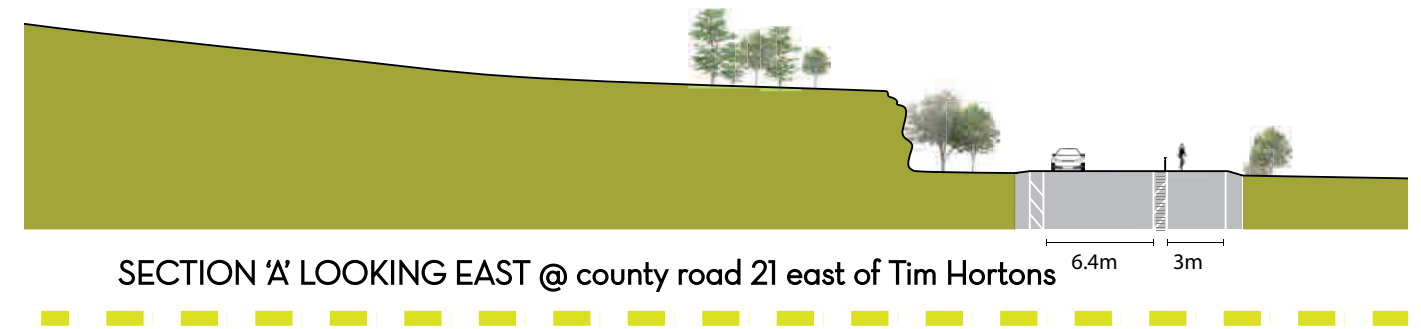 6.4m 3m
SECTION ‘A’ LOOKING EAST @ county road 21 east of Tim Hortons